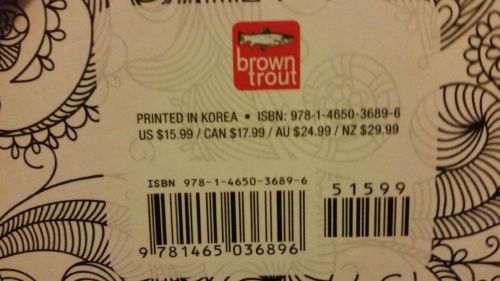 brown
trout
PRINTED IN KOREA • ISBN: 978-1-4650-3689-6
US $15.99 / CAN $17.99 / AU $24.99 / NZ $29.99
ISBN 978-1-4650-3689-6
51599
9 781465 036896